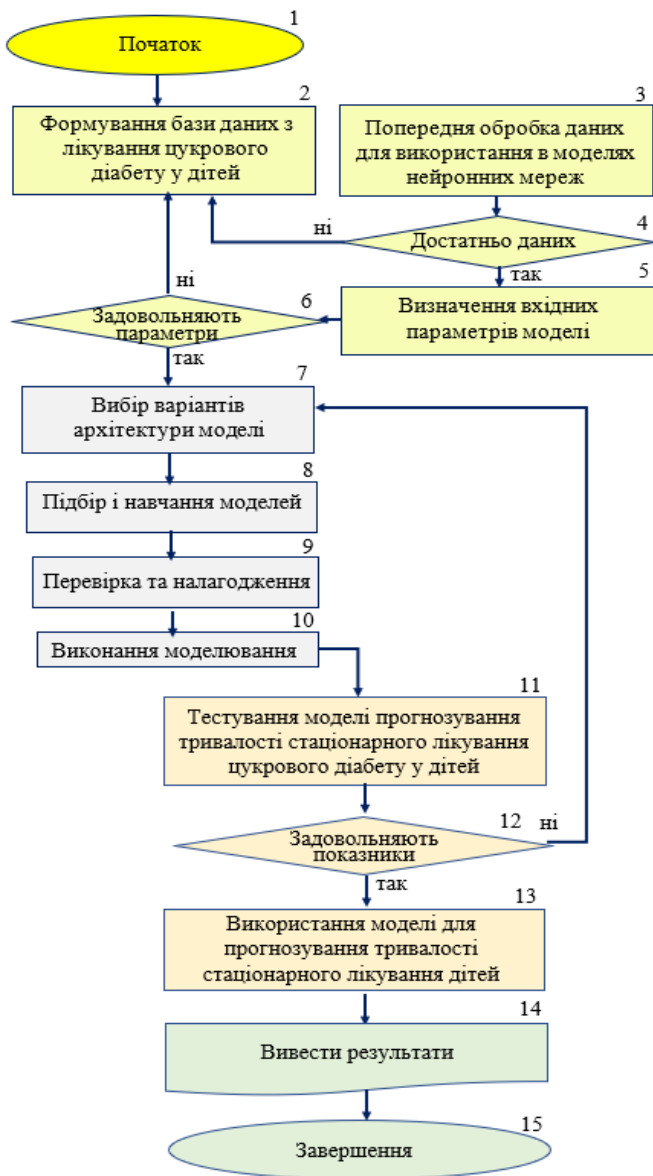 1
Початок
2
Формування бази даних з
лікування цукрового
діабету у дітей
3
Попередня обробка даних
для використання в моделях
нейронних мереж
ні
4
Достатньо даних
так
5
Визначення вхідних
параметрів моделі
ні
6
Задовольняють
параметри
так
7
Вибір варіантів
архітектури моделі
8
Підбір і навчання моделей
9
Перевірка та налагодження
10
Виконання моделювання
11
Тестування моделі прогнозування
тривалості стаціонарного лікування
цукрового діабету у дітей
12
ні
Задовольняють
показники
так
13
Використання моделі для
прогнозування тривалості
стаціонарного лікування дітей
14
Вивести результати
15
Завершення